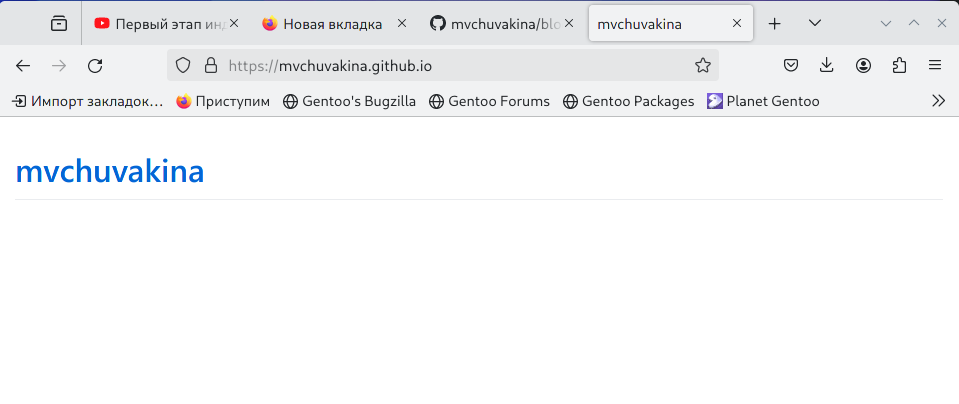 Первый этап инд
Новая вкладка
mvchuvakina/blo
mvchuvakina
https://mvchuvakina.github.io
Импорт закладок…
Приступим
Gentoo's Bugzilla
Gentoo Forums
Gentoo Packages
Planet Gentoo
mvchuvakina